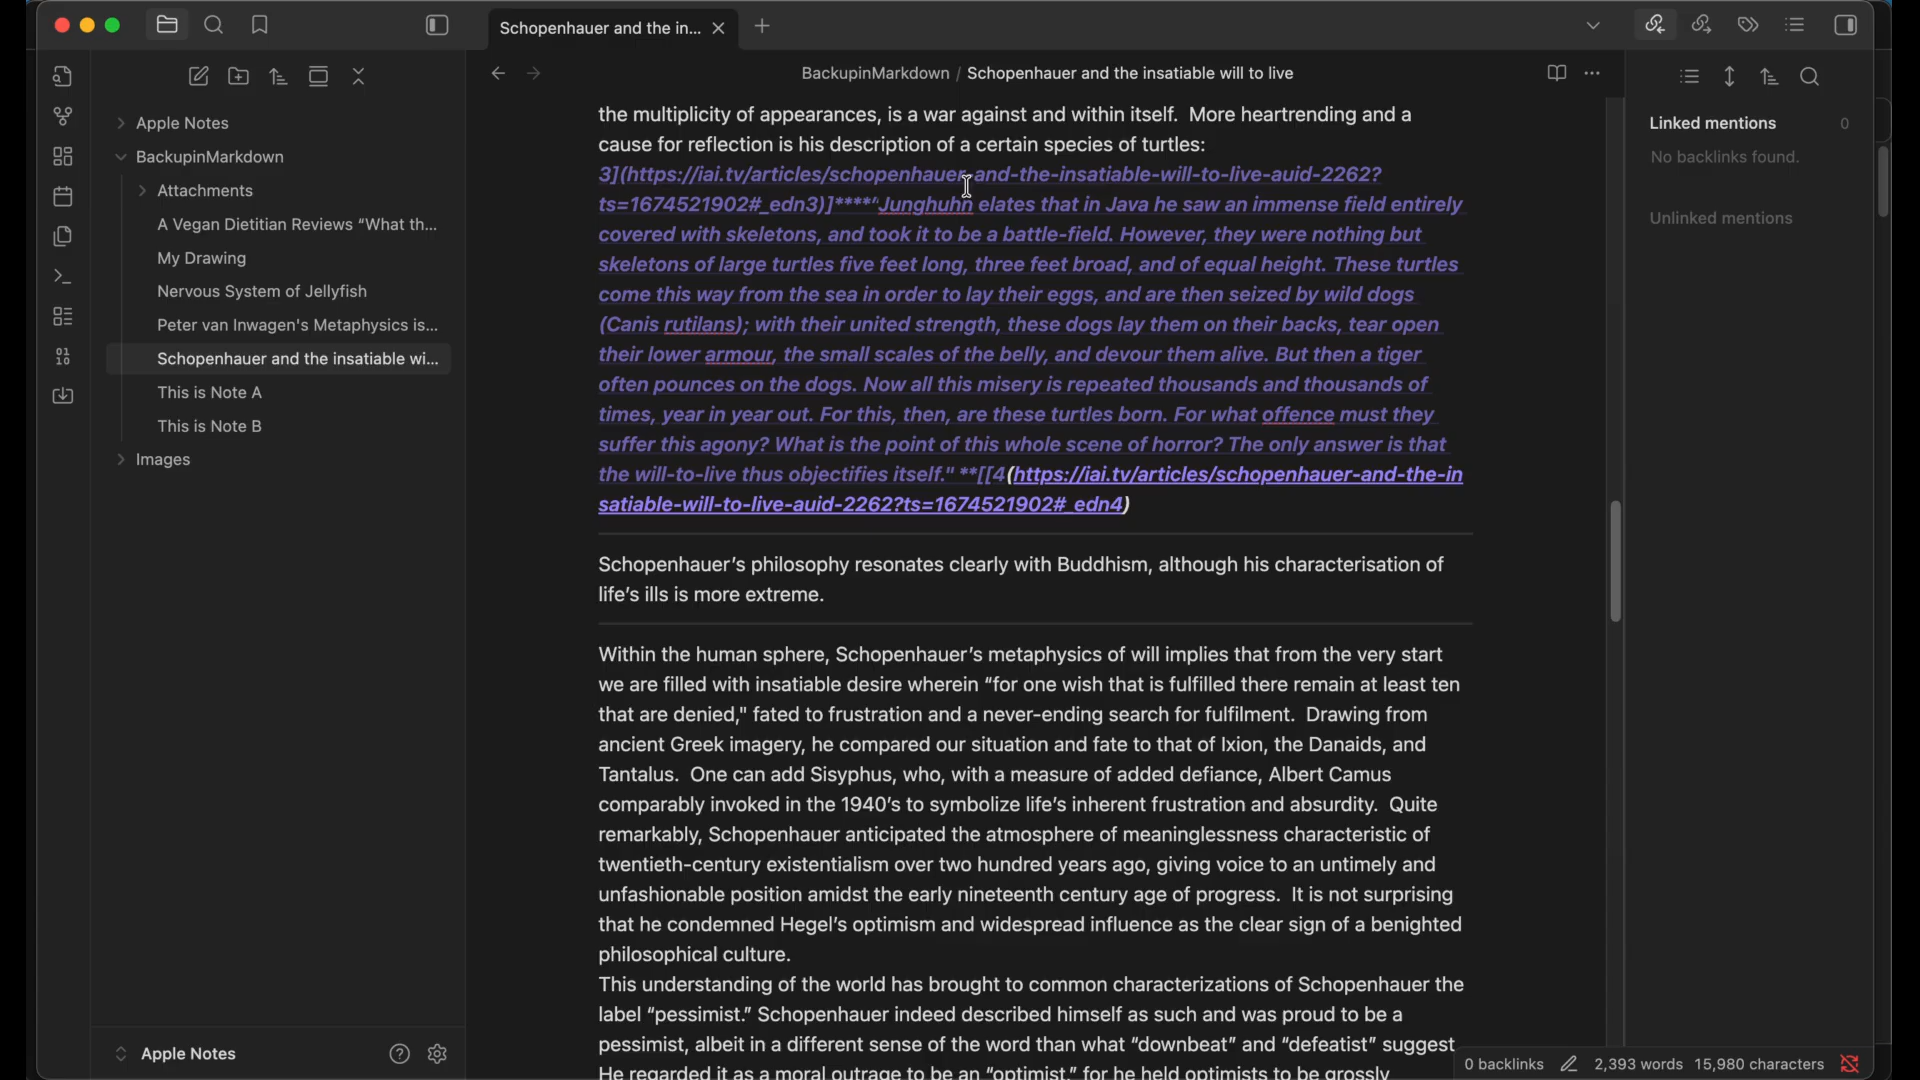 Schopenhauer and the in...
BackupinMarkdown / Schopenhauer and the insatiable will to live
Apple Notes
BackupinMarkdown
Attachments
A Vegan Dietitian Reviews “What th...
My Drawing
Nervous System of Jellyfish
Peter van Inwagen's Metaphysics is...
Schopenhauer and the insatiable wi...
This is Note A
This is Note B
Images
Apple Notes
the multiplicity of appearances, is a war against and within itself.  More heartrending and a
cause for reflection is his description of a certain species of turtles:
3](https://iai.tv/articles/schopenhauer-and-the-insatiable-will-to-live-auid-2262?
ts=1674521902#_edn3)]****“Junghuhn elates that in Java he saw an immense field entirely
covered with skeletons, and took it to be a battle-field. However, they were nothing but
skeletons of large turtles five feet long, three feet broad, and of equal height. These turtles
come this way from the sea in order to lay their eggs, and are then seized by wild dogs
(Canis rutilans); with their united strength, these dogs lay them on their backs, tear open
their lower armour, the small scales of the belly, and devour them alive. But then a tiger
often pounces on the dogs. Now all this misery is repeated thousands and thousands of
times, year in year out. For this, then, are these turtles born. For what offence must they
suffer this agony? What is the point of this whole scene of horror? The only answer is that
the will-to-live thus objectifies itself." **[[4(https://iai.tv/articles/schopenhauer-and-the-in
satiable-will-to-live-auid-2262?ts=1674521902#_edn4)
Schopenhauer’s philosophy resonates clearly with Buddhism, although his characterisation of
life’s ills is more extreme.
Within the human sphere, Schopenhauer’s metaphysics of will implies that from the very start
we are filled with insatiable desire wherein “for one wish that is fulfilled there remain at least ten
that are denied," fated to frustration and a never-ending search for fulfilment.  Drawing from
ancient Greek imagery, he compared our situation and fate to that of Ixion, the Danaids, and
Tantalus.  One can add Sisyphus, who, with a measure of added defiance, Albert Camus
comparably invoked in the 1940’s to symbolize life’s inherent frustration and absurdity.  Quite
remarkably, Schopenhauer anticipated the atmosphere of meaninglessness characteristic of
twentieth-century existentialism over two hundred years ago, giving voice to an untimely and
unfashionable position amidst the early nineteenth century age of progress.  It is not surprising
that he condemned Hegel’s optimism and widespread influence as the clear sign of a benighted
philosophical culture.
This understanding of the world has brought to common characterizations of Schopenhauer the
label “pessimist.” Schopenhauer indeed described himself as such and was proud to be a
pessimist, albeit in a different sense of the word than what “downbeat” and “defeatist” suggest.
He regarded it as a moral outrage to be an “optimist,” for he held optimists to be grossly
Linked mentions 0
No backlinks found.
Unlinked mentions
0 backlinks 2,393 words 15,980 characters